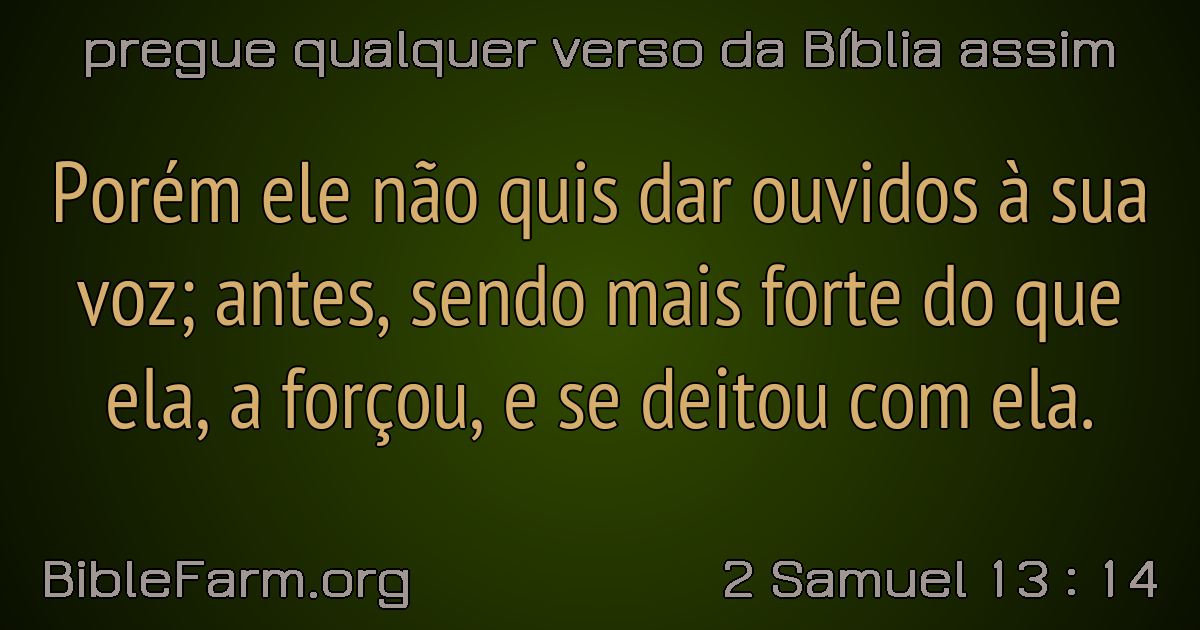 pregue qualquer verso da Bíblia assim
Porém ele não quis dar ouvidos à sua
voz; antes, sendo mais forte do que
ela, a forçou, e se deitou com ela.
BibleFarm.org
2 Samuel 13 : 14